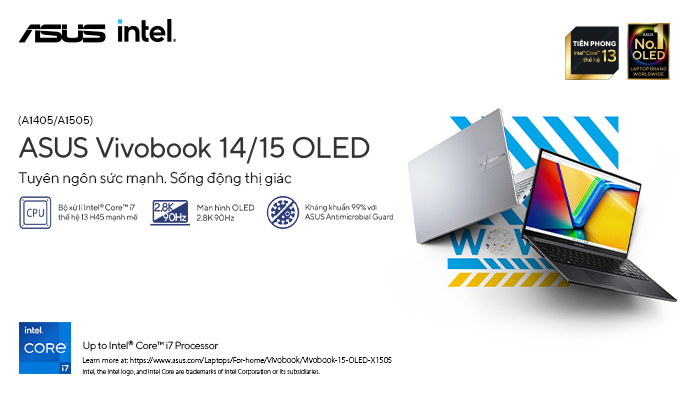 ASUS intel.
TIÊN PHONG
Intel® Core™
thế hệ 13
ASUS
No.1
OLED
LAPTOP BRAND
WORLDWIDE
(A1405/A1505)
ASUS Vivobook 14/15 OLED
Tuyên ngôn sức mạnh. Sống động thị giác
CPU
Bộ xử lí Intel® Core™ i7
thế hệ 13 H45 mạnh mẽ
2.8K
90Hz
Màn hình OLED
2.8K 90Hz
Kháng khuẩn 99% với
ASUS Antimicrobial Guard
intel
CORE
i7
Up to Intel® Core™ i7 Processor
Learn more at: https://www.asus.com/Laptops/For-home/Vivobook/Vivobook-15-OLED-X1505
Intel, the Intel logo, and Intel Core are trademarks of Intel Corporation or its subsidiaries.